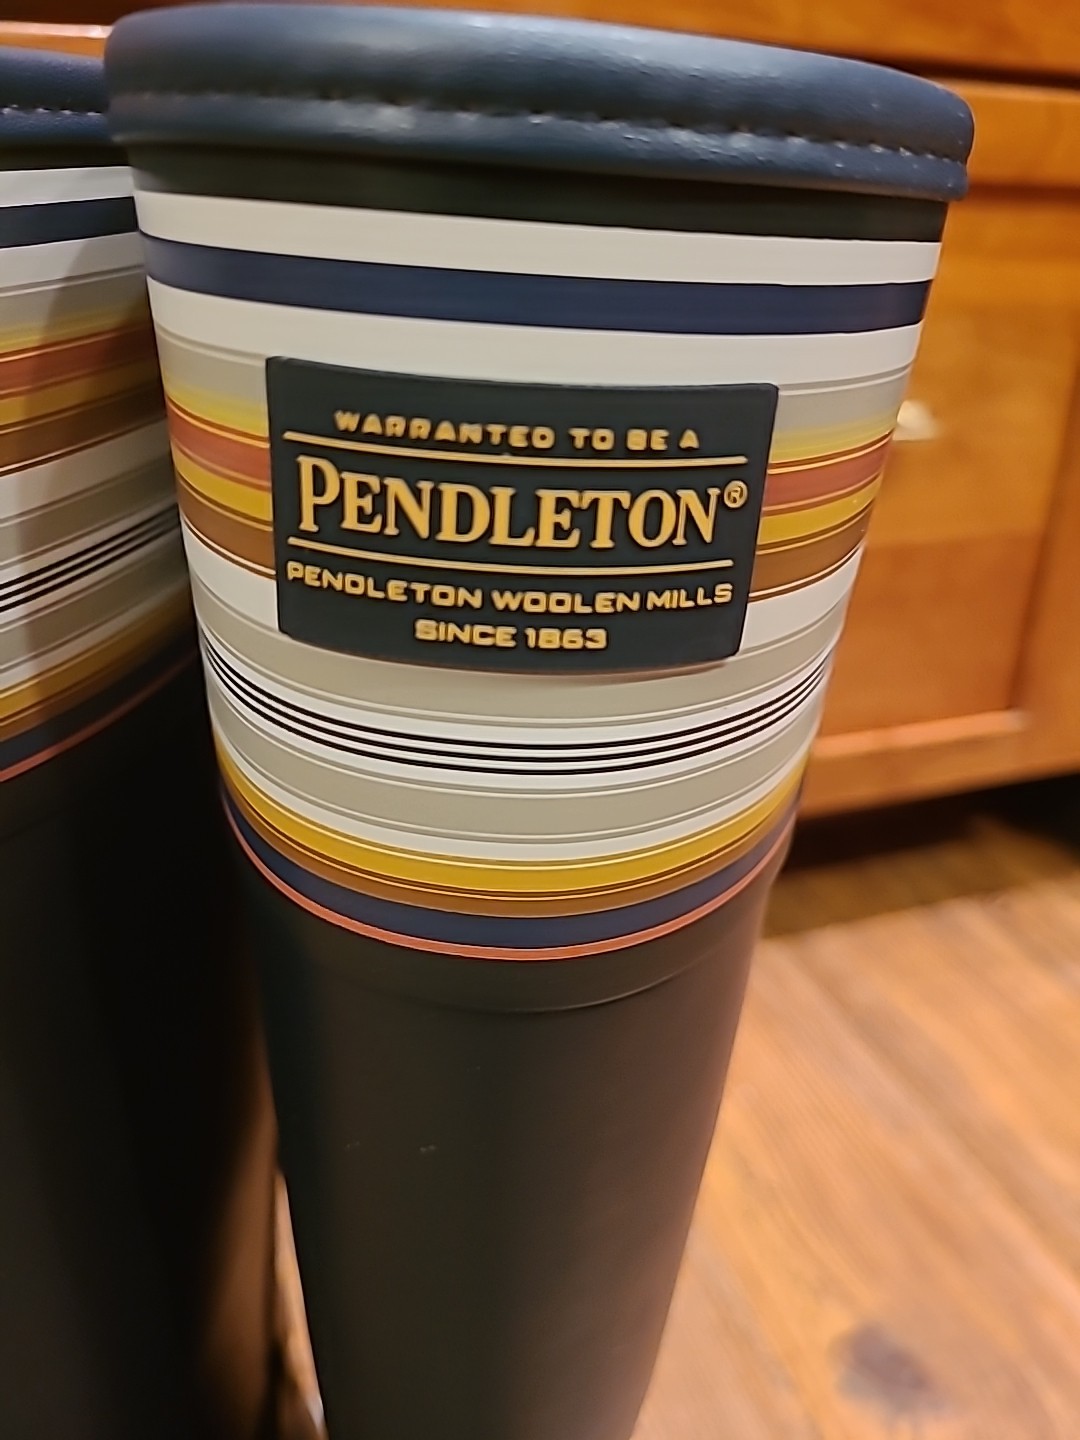 WARRANTED TO BE A
PENDLETON®
PENDLETON WOOLEN MILLS
SINCE 1863